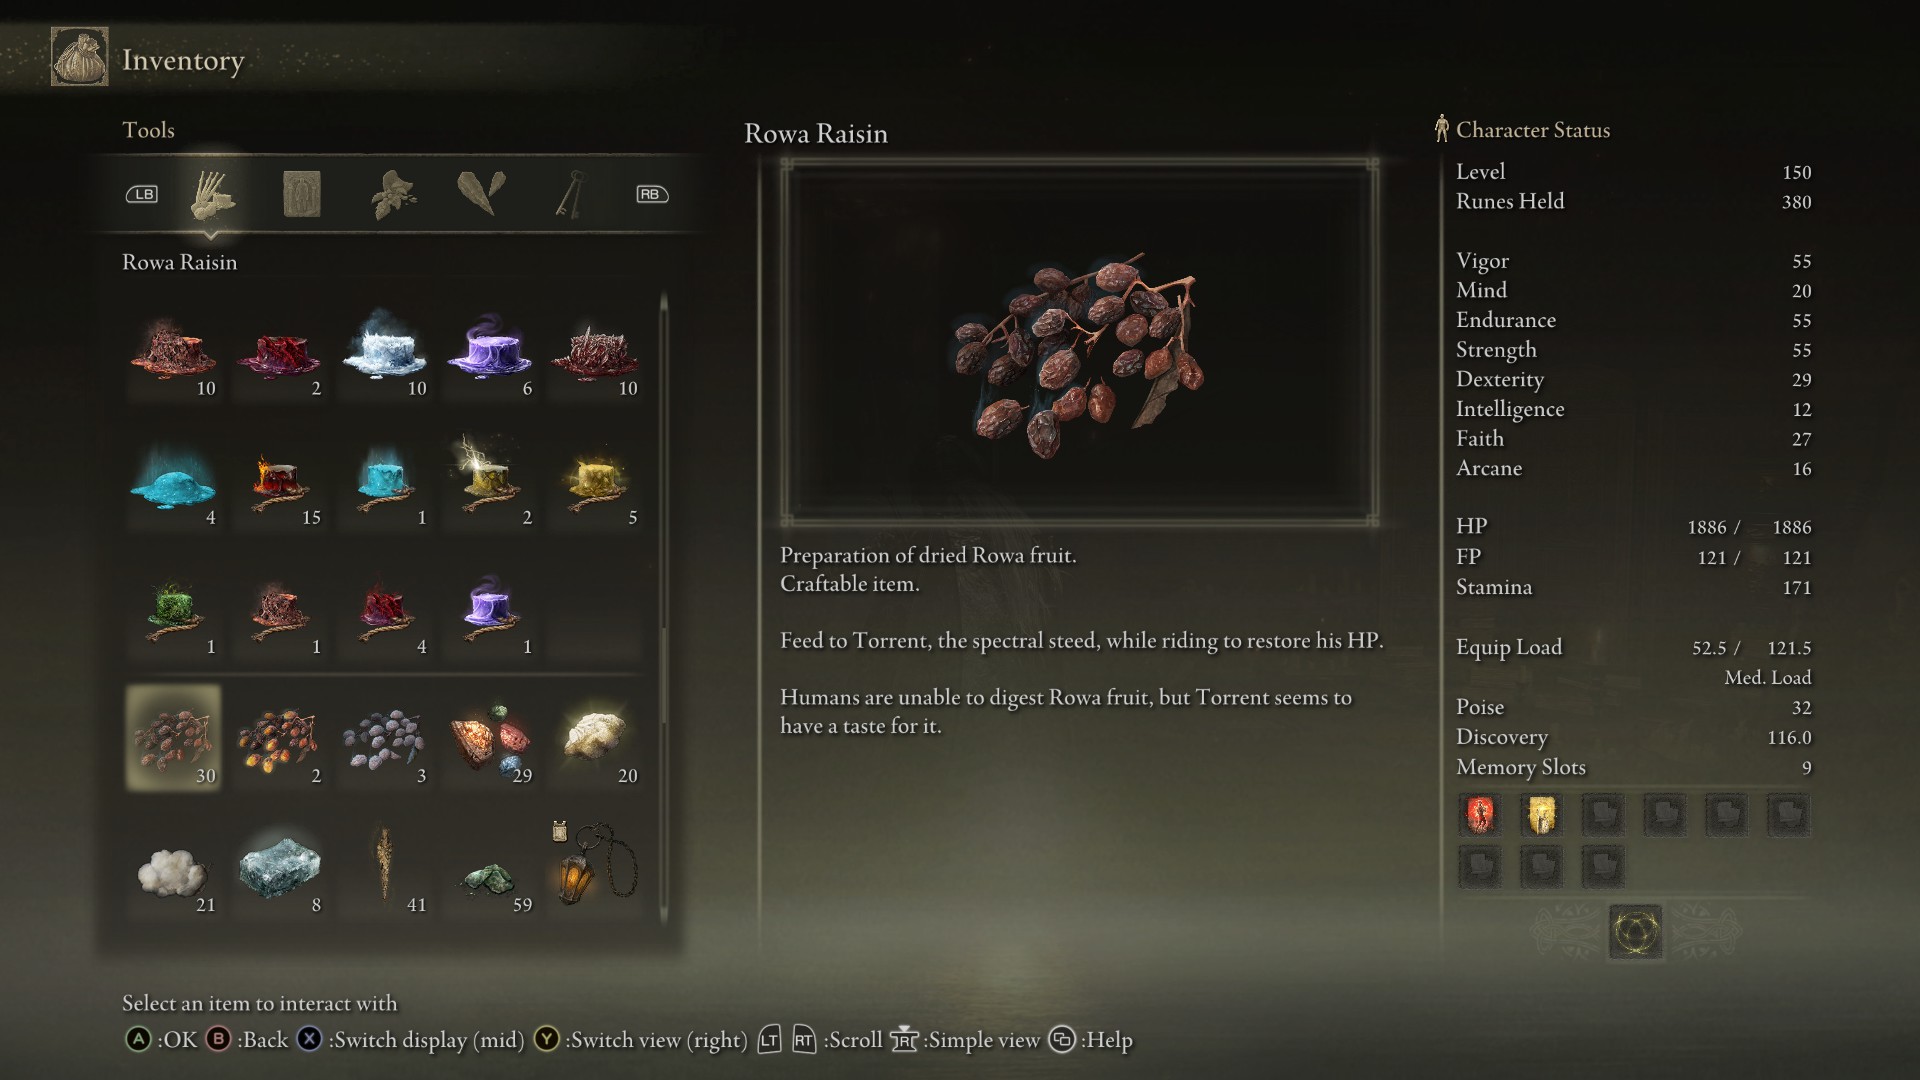 Inventory
Tools
LB
RB
Rowa Raisin
10
2
10
6
10
4
15
1
2
5
1
1
4
1
30
2
3
29
20
21
8
41
59
Rowa Raisin
Preparation of dried Rowa fruit.
Craftable item.
Feed to Torrent, the spectral steed, while riding to restore his HP.
Humans are unable to digest Rowa fruit, but Torrent seems to
have a taste for it.
Character Status
Level 150
Runes Held 380
Vigor 55
Mind 20
Endurance 55
Strength 55
Dexterity 29
Intelligence 12
Faith 27
Arcane 16
HP 1886 / 1886
FP 121 / 121
Stamina 171
Equip Load 52.5 / 121.5
Med. Load
Poise 32
Discovery 116.0
Memory Slots 9
Select an item to interact with
A :OK B :Back X :Switch display (mid) Y :Switch view (right) LT RT :Scroll R :Simple view :Help